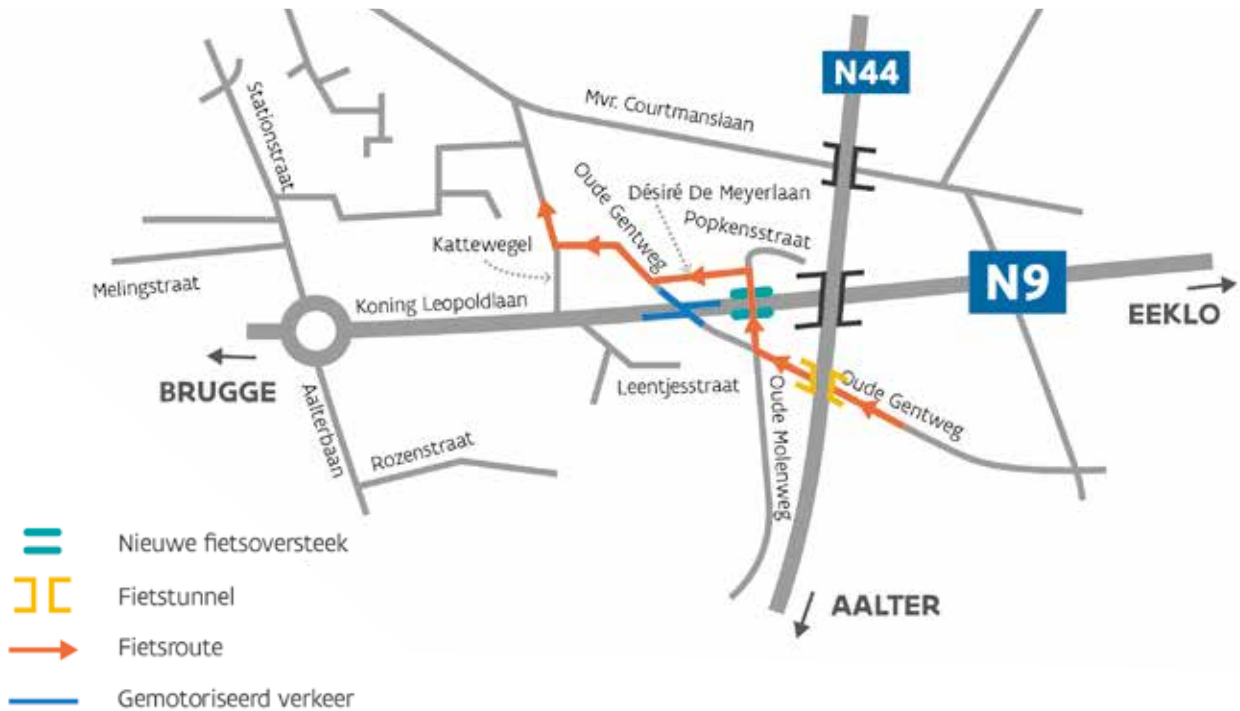 N44
Mvr. Courtmanslaan
Stationstraat
Oude Gentweg
Désiré De Meyerlaan
Popkensstraat
Kattewegel
Melingstraat
Koning Leopoldlaan
N9
EEKLO
BRUGGE
Leentjesstraat
Oude Gentweg
Aalterbaan
Rozenstraat
Oude Molenweg
AALTER
Nieuwe fietsoversteek
Fietstunnel
Fietsroute
Gemotoriseerd verkeer